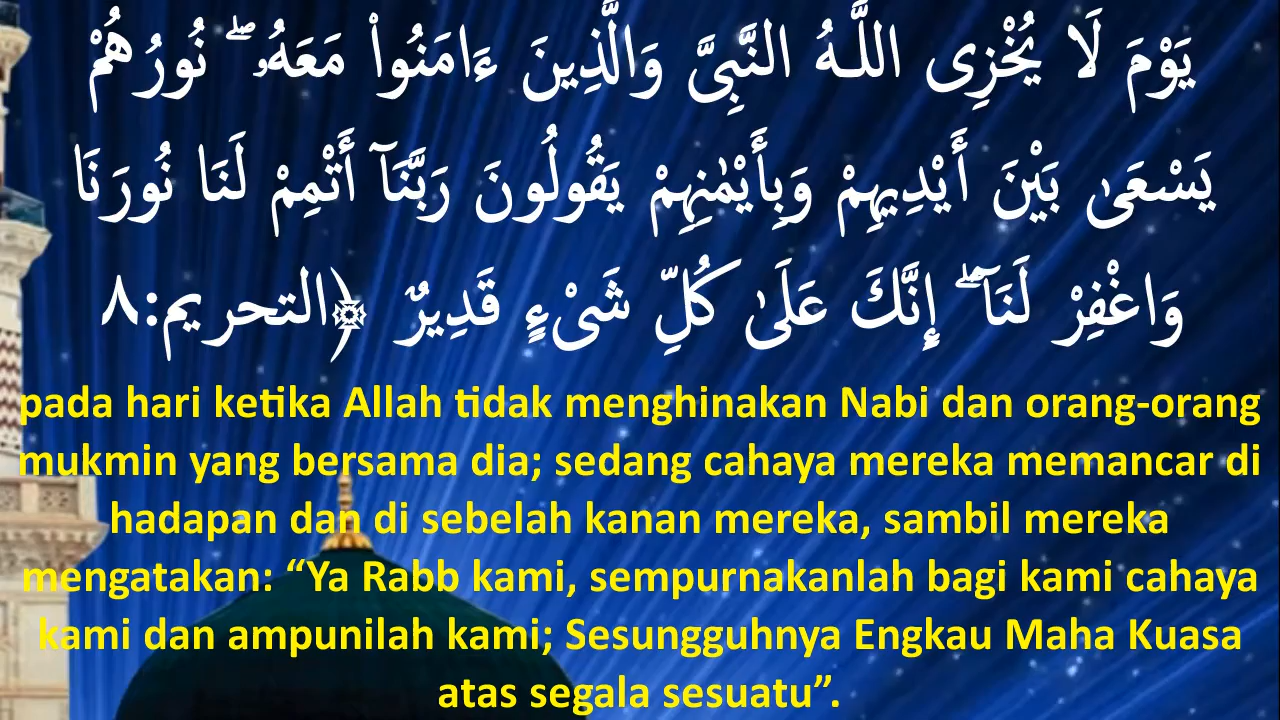 يَوْمَ لَا يُخْزِى اللَّـهُ النَّبِىَّ وَالَّذِينَ ءَامَنُوا۟ مَعَهُۥ ۖ نُورُهُمْ
يَسْعَىٰ بَيْنَ أَيْدِيهِمْ وَبِأَيْمَٰنِهِمْ يَقُولُونَ رَبَّنَآ أَتْمِمْ لَنَا نُورَنَا
وَاغْفِرْ لَنَآ ۖ إِنَّكَ عَلَىٰ كُلِّ شَىْءٍ قَدِيرٌ ﴿التحريم:٨
pada hari ketika Allah tidak menghinakan Nabi dan orang-orang
mukmin yang bersama dia; sedang cahaya mereka memancar di
hadapan dan di sebelah kanan mereka, sambil mereka
mengatakan: “Ya Rabb kami, sempurnakanlah bagi kami cahaya
kami dan ampunilah kami; Sesungguhnya Engkau Maha Kuasa
atas segala sesuatu”.